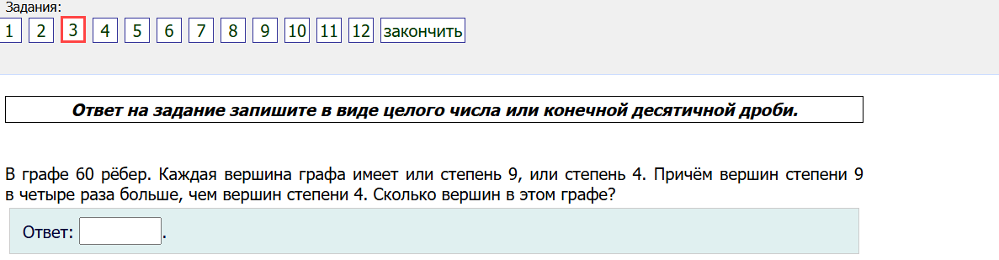 Задания:
1 2 3 4 5 6 7 8 9 10 11 12 закончить
Ответ на задание запишите в виде целого числа или конечной десятичной дроби.
В графе 60 рёбер. Каждая вершина графа имеет или степень 9, или степень 4. Причём вершин степени 9
в четыре раза больше, чем вершин степени 4. Сколько вершин в этом графе?
Ответ: .